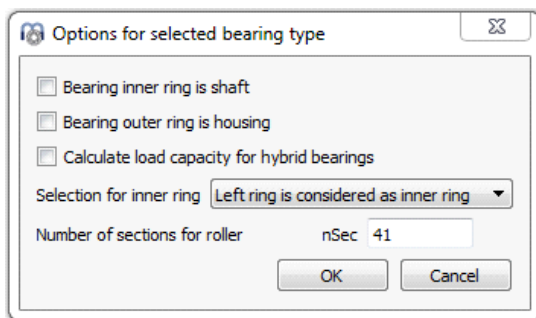 Options for selected bearing type
Bearing inner ring is shaft
Bearing outer ring is housing
Calculate load capacity for hybrid bearings
Selection for inner ring Left ring is considered as inner ring
Number of sections for roller nSec 41
OK Cancel